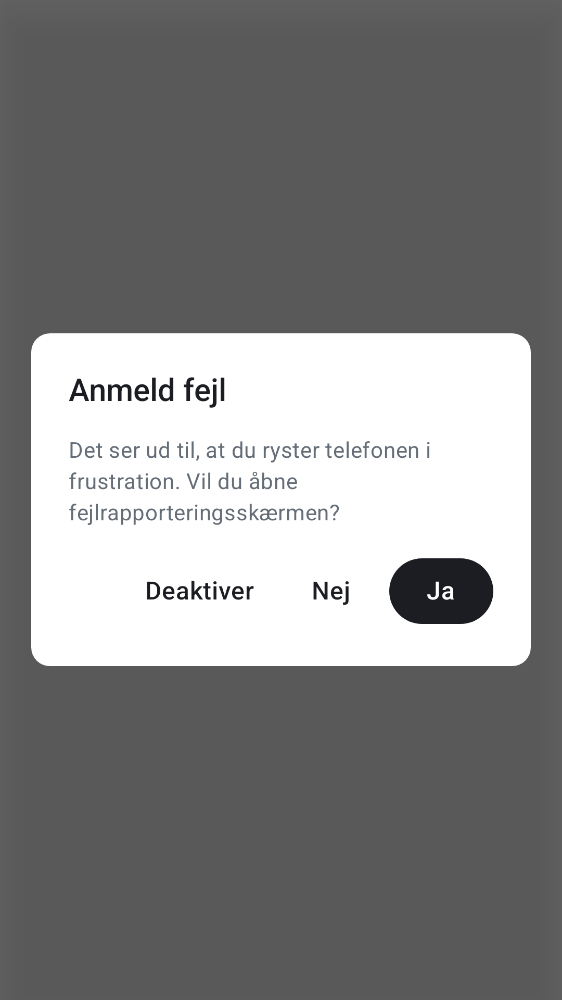 Anmeld fejl
Det ser ud til, at du ryster telefonen i
frustration. Vil du åbne
fejlrapporteringsskærmen?
Deaktiver Nej Ja